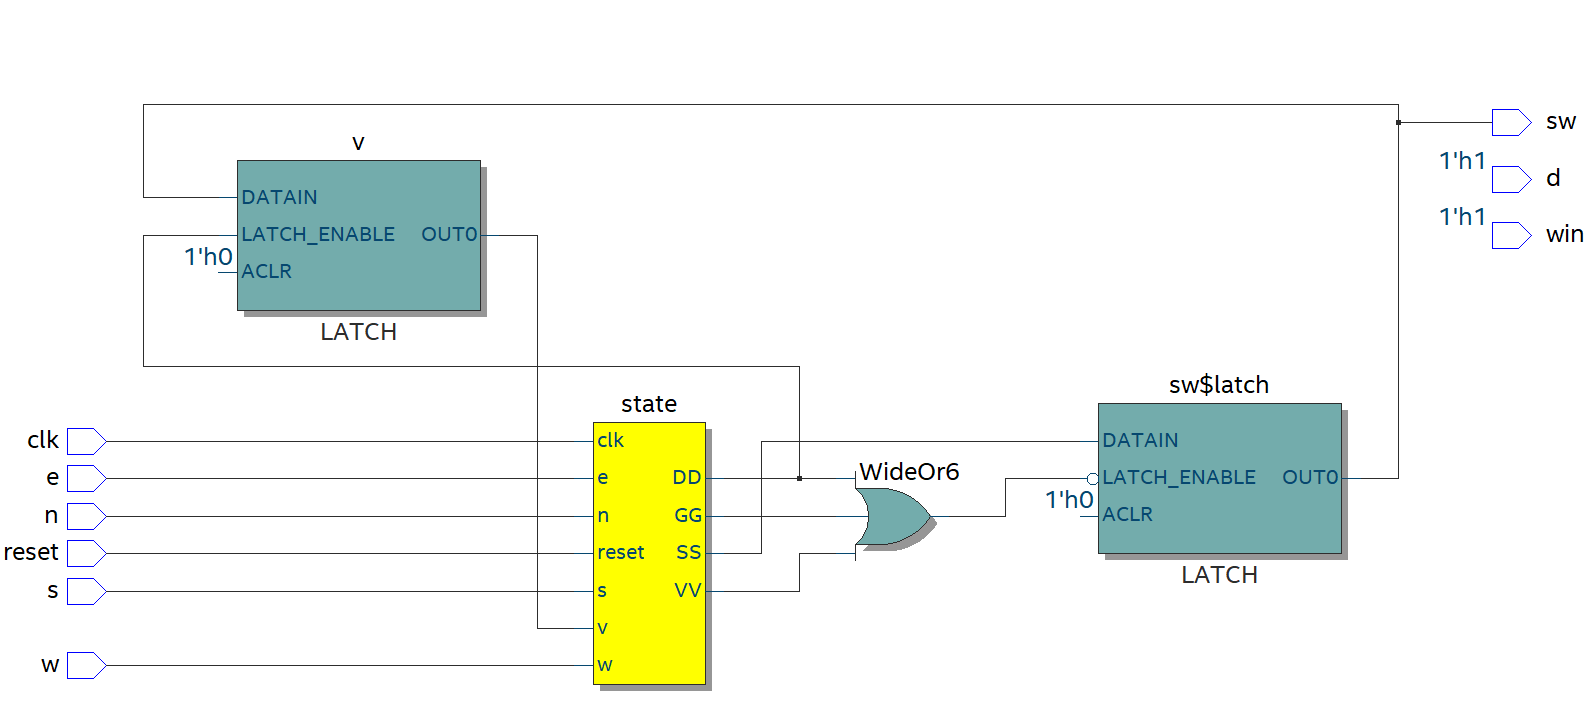 sw
1'h1
d
1'h1
win
v
DATAIN
LATCH_ENABLE OUT0
1'h0
ACLR
LATCH
state
sw$latch
clk
clk
DATAIN
e
e
DD
WideOr6
LATCH_ENABLE OUT0
1'h0
n
n
GG
ACLR
reset
reset
SS
LATCH
s
s
VV
v
w
w